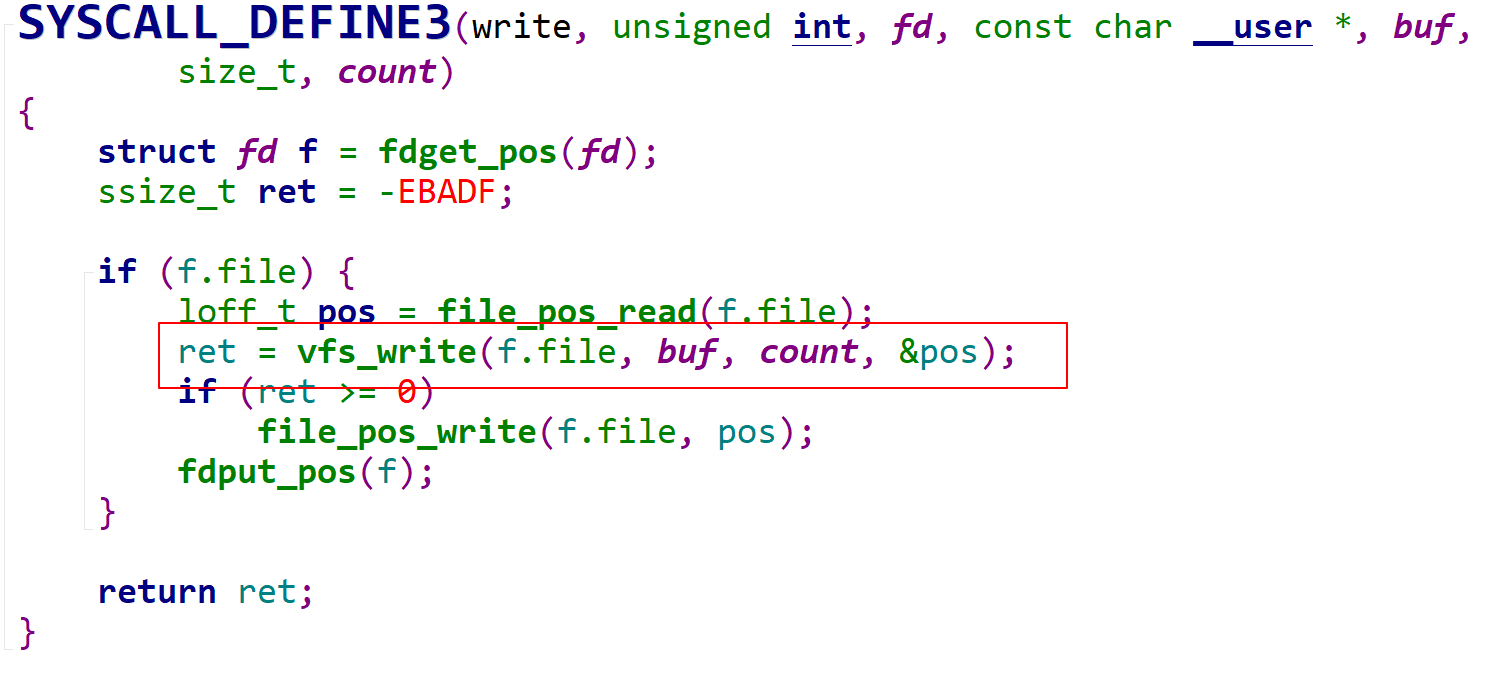 SYSCALL_DEFINE3(write, unsigned int, fd, const char __user *, buf,
        size_t, count)
{
    struct fd f = fdget_pos(fd);
    ssize_t ret = -EBADF;

    if (f.file) {
        loff_t pos = file_pos_read(f.file);
        ret = vfs_write(f.file, buf, count, &pos);
        if (ret >= 0)
            file_pos_write(f.file, pos);
        fdput_pos(f);
    }

    return ret;
}